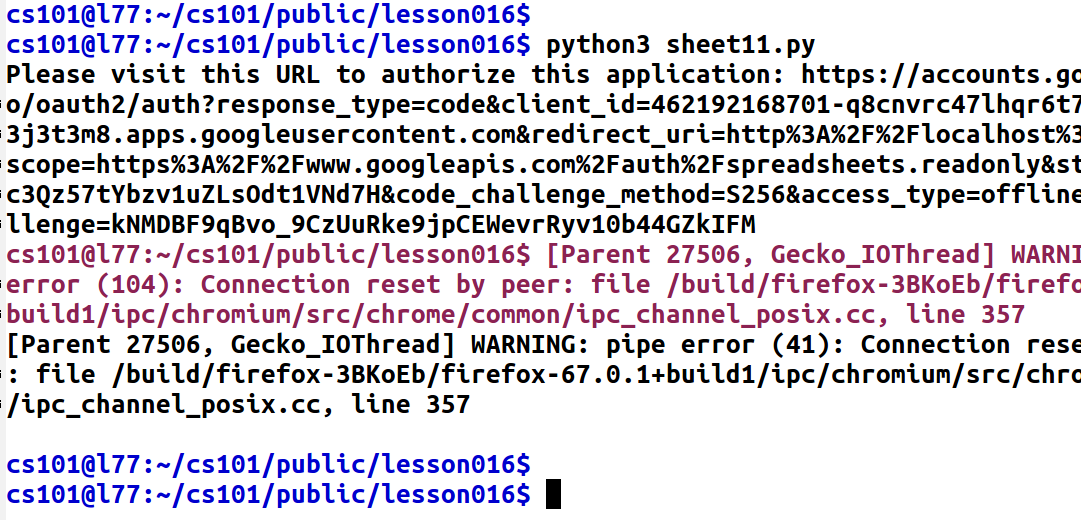 cs101@l77:~/cs101/public/lesson016$
cs101@l77:~/cs101/public/lesson016$ python3 sheet11.py
Please visit this URL to authorize this application: https://accounts.go
o/oauth2/auth?response_type=code&client_id=462192168701-q8cnvrc47lhqr6t7
3j3t3m8.apps.googleusercontent.com&redirect_uri=http%3A%2F%2Flocalhost%3
scope=https%3A%2F%2Fwww.googleapis.com%2Fauth%2Fspreadsheets.readonly&st
c3Qz57tYbzv1uZLsOdt1VNd7H&code_challenge_method=S256&access_type=offline
llenge=kNMDBF9qBvo_9CzUuRke9jpCEWevrRyv10b44GZkIFM
cs101@l77:~/cs101/public/lesson016$ [Parent 27506, Gecko_IOThread] WARNI
error (104): Connection reset by peer: file /build/firefox-3BKoEb/firefo
build1/ipc/chromium/src/chrome/common/ipc_channel_posix.cc, line 357
[Parent 27506, Gecko_IOThread] WARNING: pipe error (41): Connection rese
: file /build/firefox-3BKoEb/firefox-67.0.1+build1/ipc/chromium/src/chro
/ipc_channel_posix.cc, line 357
cs101@l77:~/cs101/public/lesson016$
cs101@l77:~/cs101/public/lesson016$